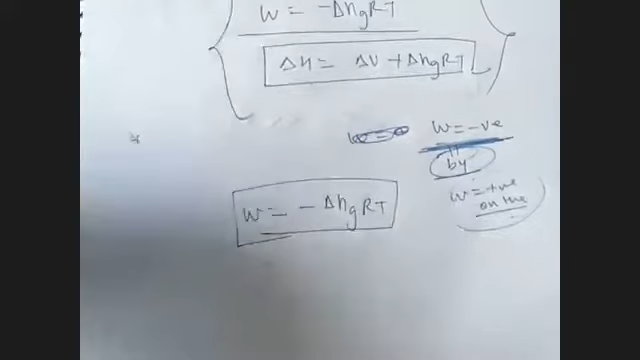 W = -ΔngRT
ΔH = ΔU + ΔngRT
W = -ve
by
W = +ve
on the
W = - ΔngRT